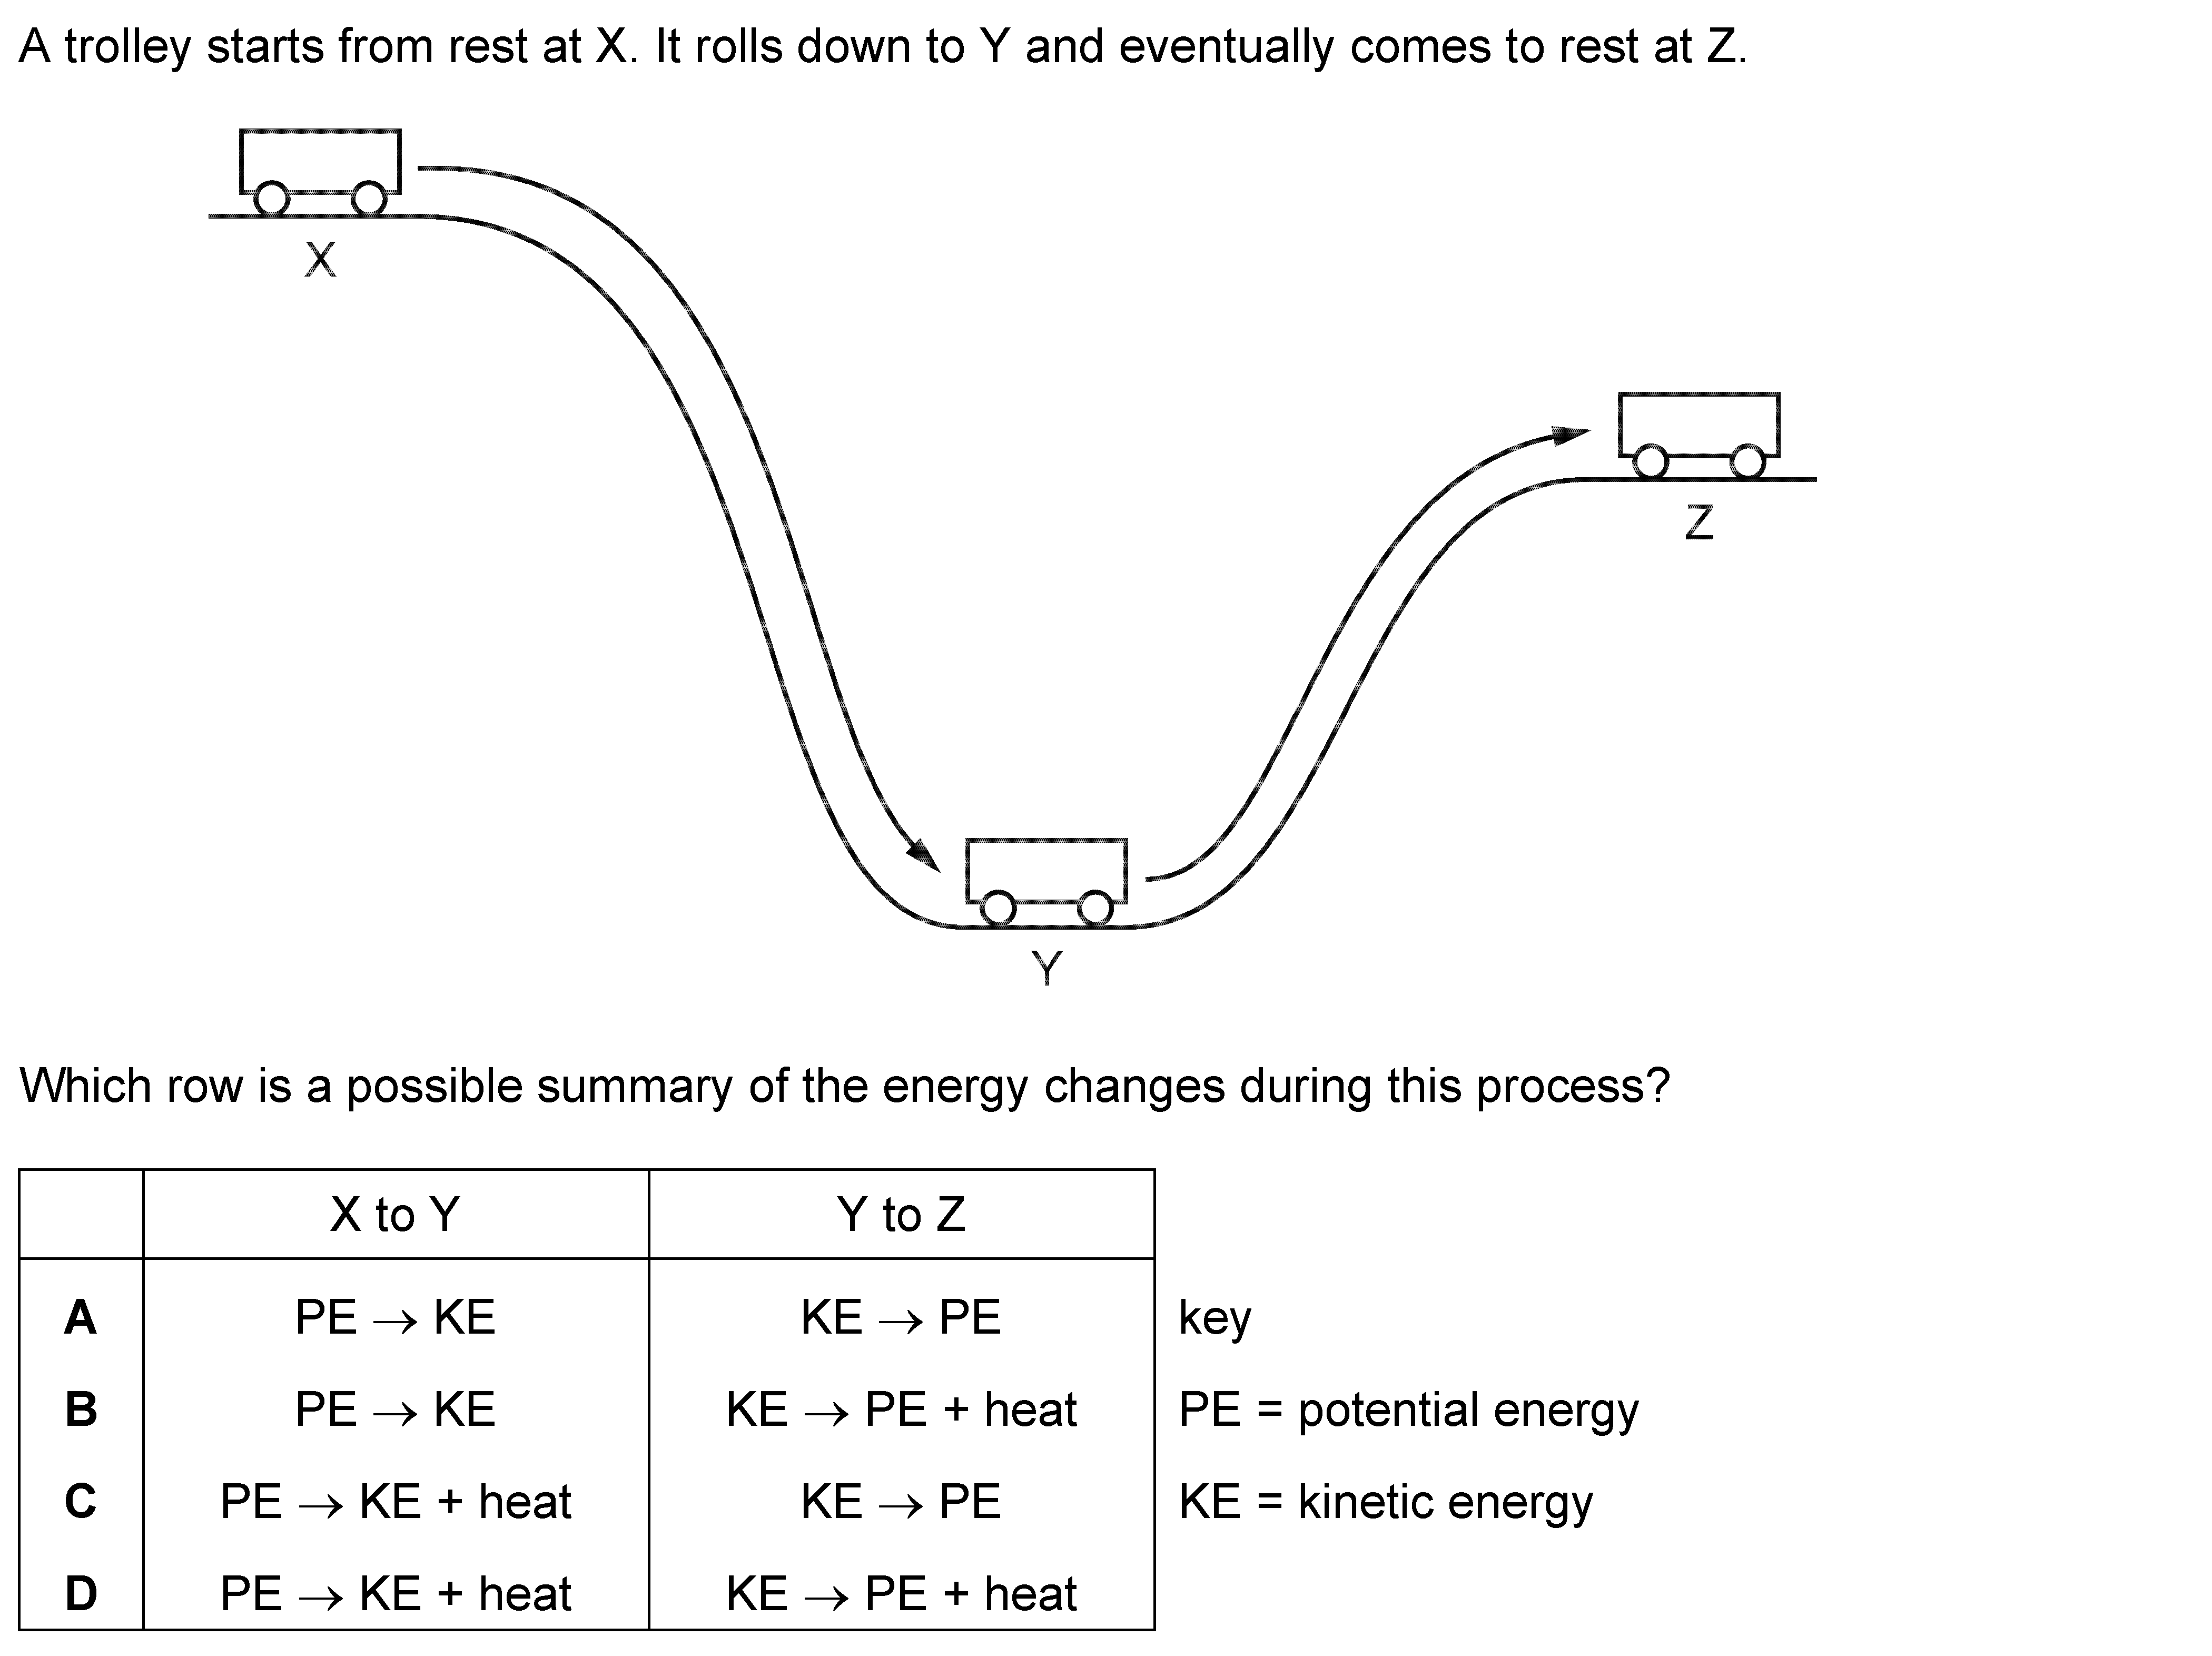 A trolley starts from rest at X. It rolls down to Y and eventually comes to rest at Z.
X
Z
Y
Which row is a possible summary of the energy changes during this process?
X to Y Y to Z
A PE → KE KE → PE key
B PE → KE KE → PE + heat PE = potential energy
C PE → KE + heat KE → PE KE = kinetic energy
D PE → KE + heat KE → PE + heat